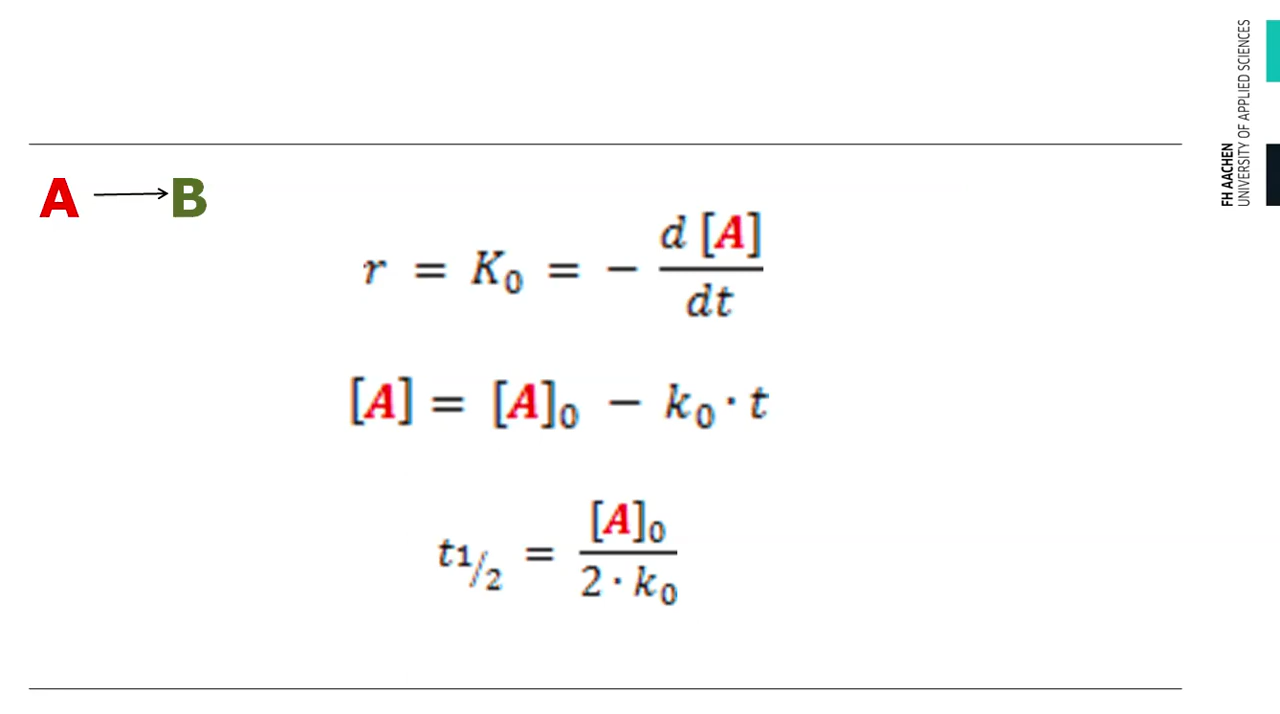 A → B
r = K₀ = − d [A] / dt
[A] = [A]₀ − k₀ · t
t1/2 = [A]₀ / 2 · k₀
FH AACHEN
UNIVERSITY OF APPLIED SCIENCES